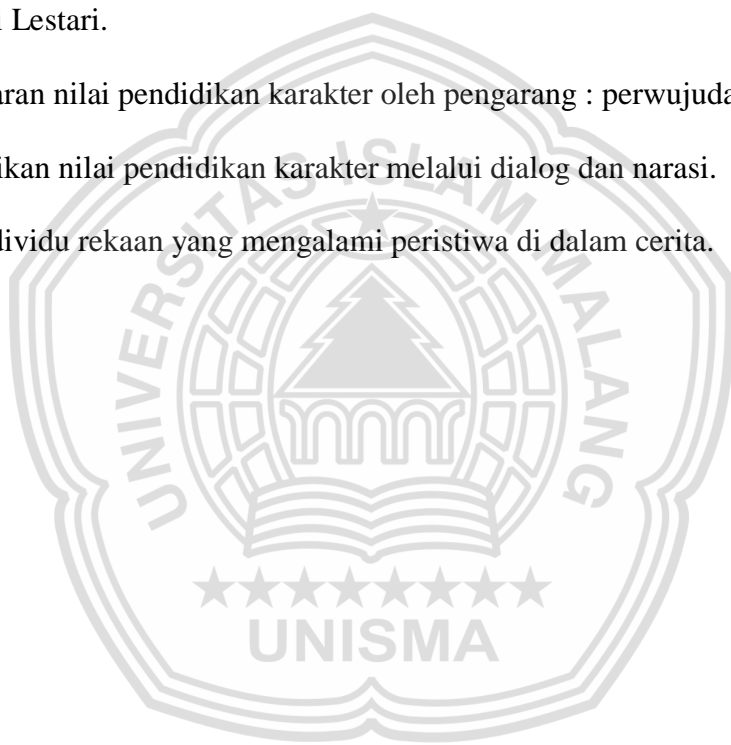 i Lestari.
aran nilai pendidikan karakter oleh pengarang : perwujuda
ikan nilai pendidikan karakter melalui dialog dan narasi.
dividu rekaan yang mengalami peristiwa di dalam cerita.
UNIVERSITAS ISLAM MALANG
UNISMA